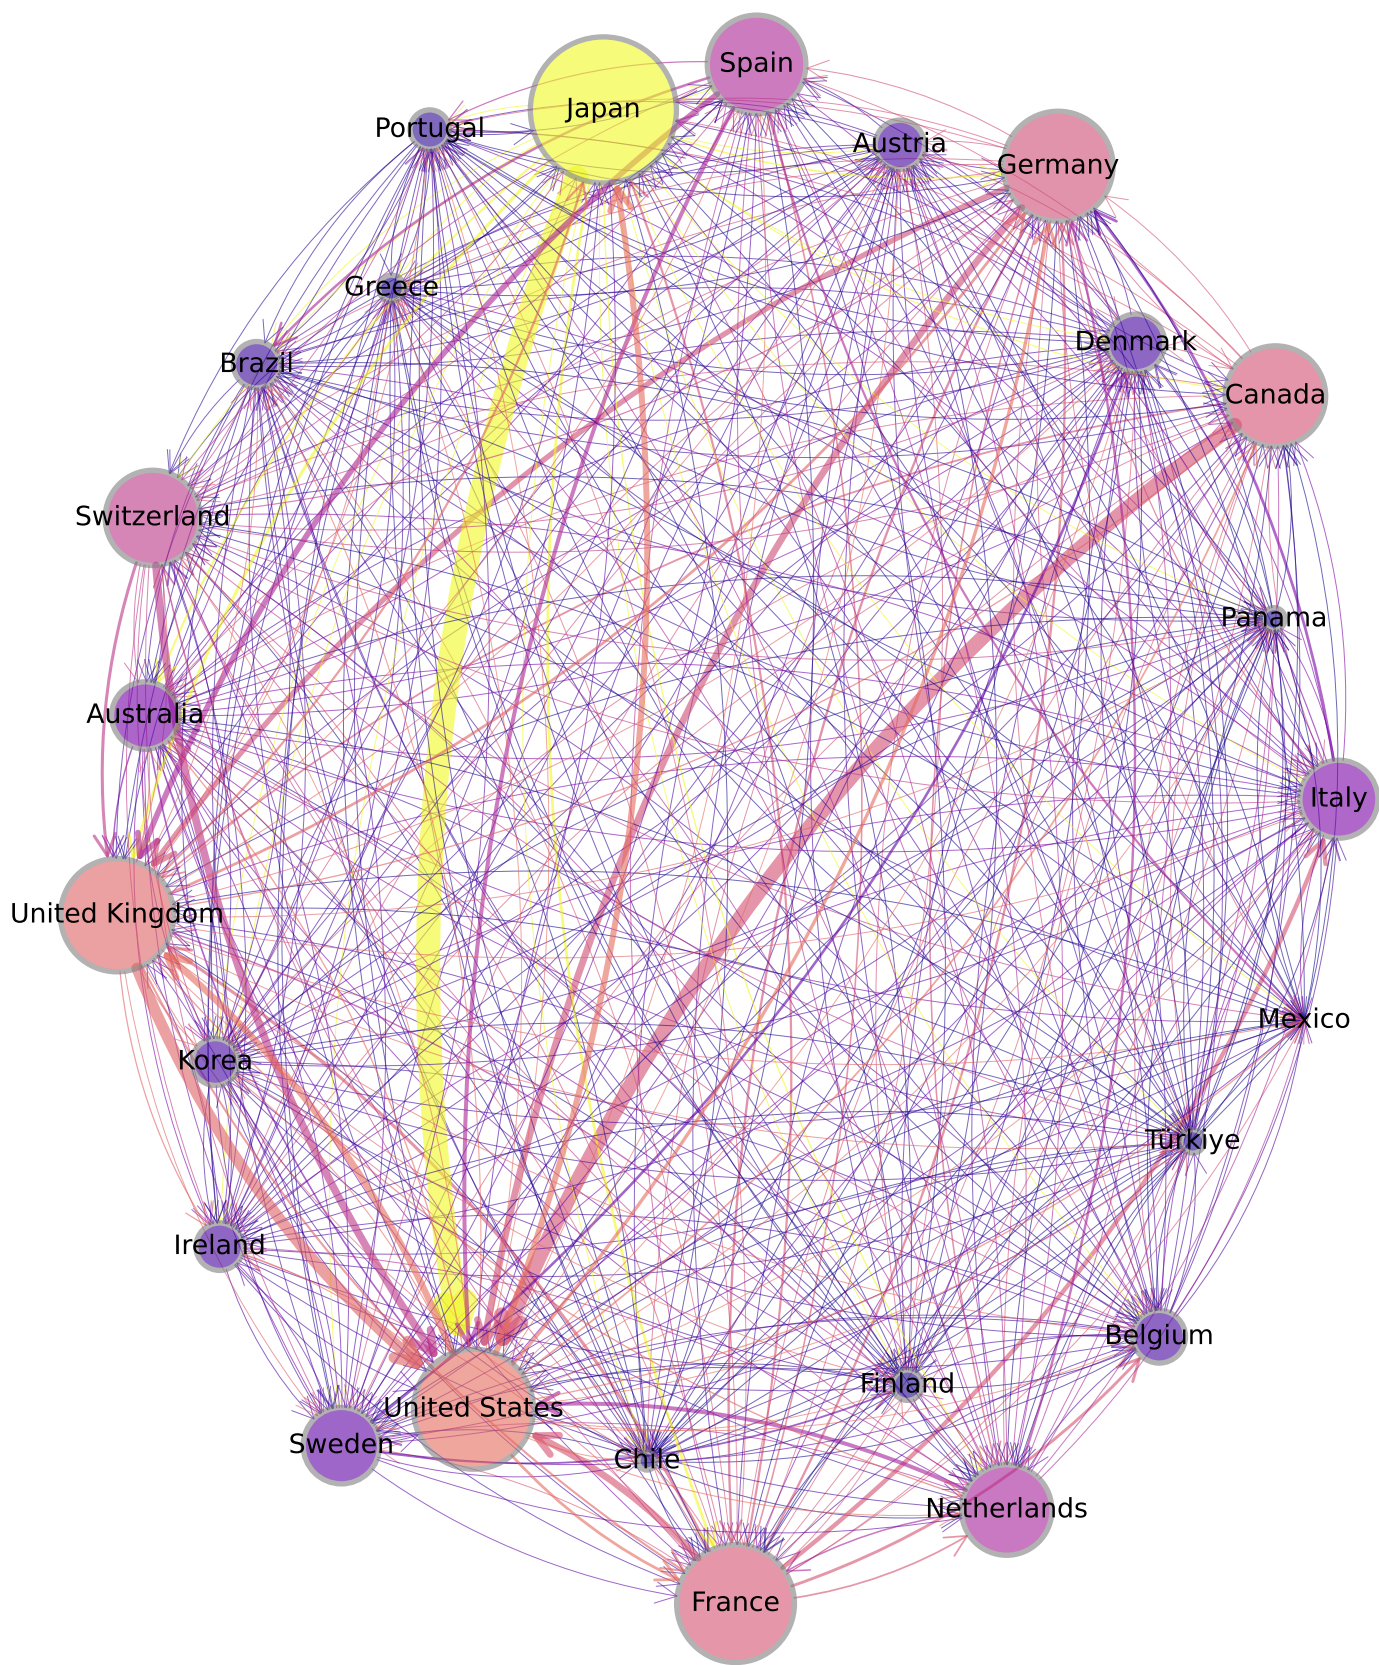 Spain
Japan
Portugal
Austria
Germany
Greece
Denmark
Brazil
Canada
Switzerland
Panama
Australia
Italy
United Kingdom
Mexico
Korea
Türkiye
Ireland
Belgium
Finland
United States
Sweden
Chile
Netherlands
France